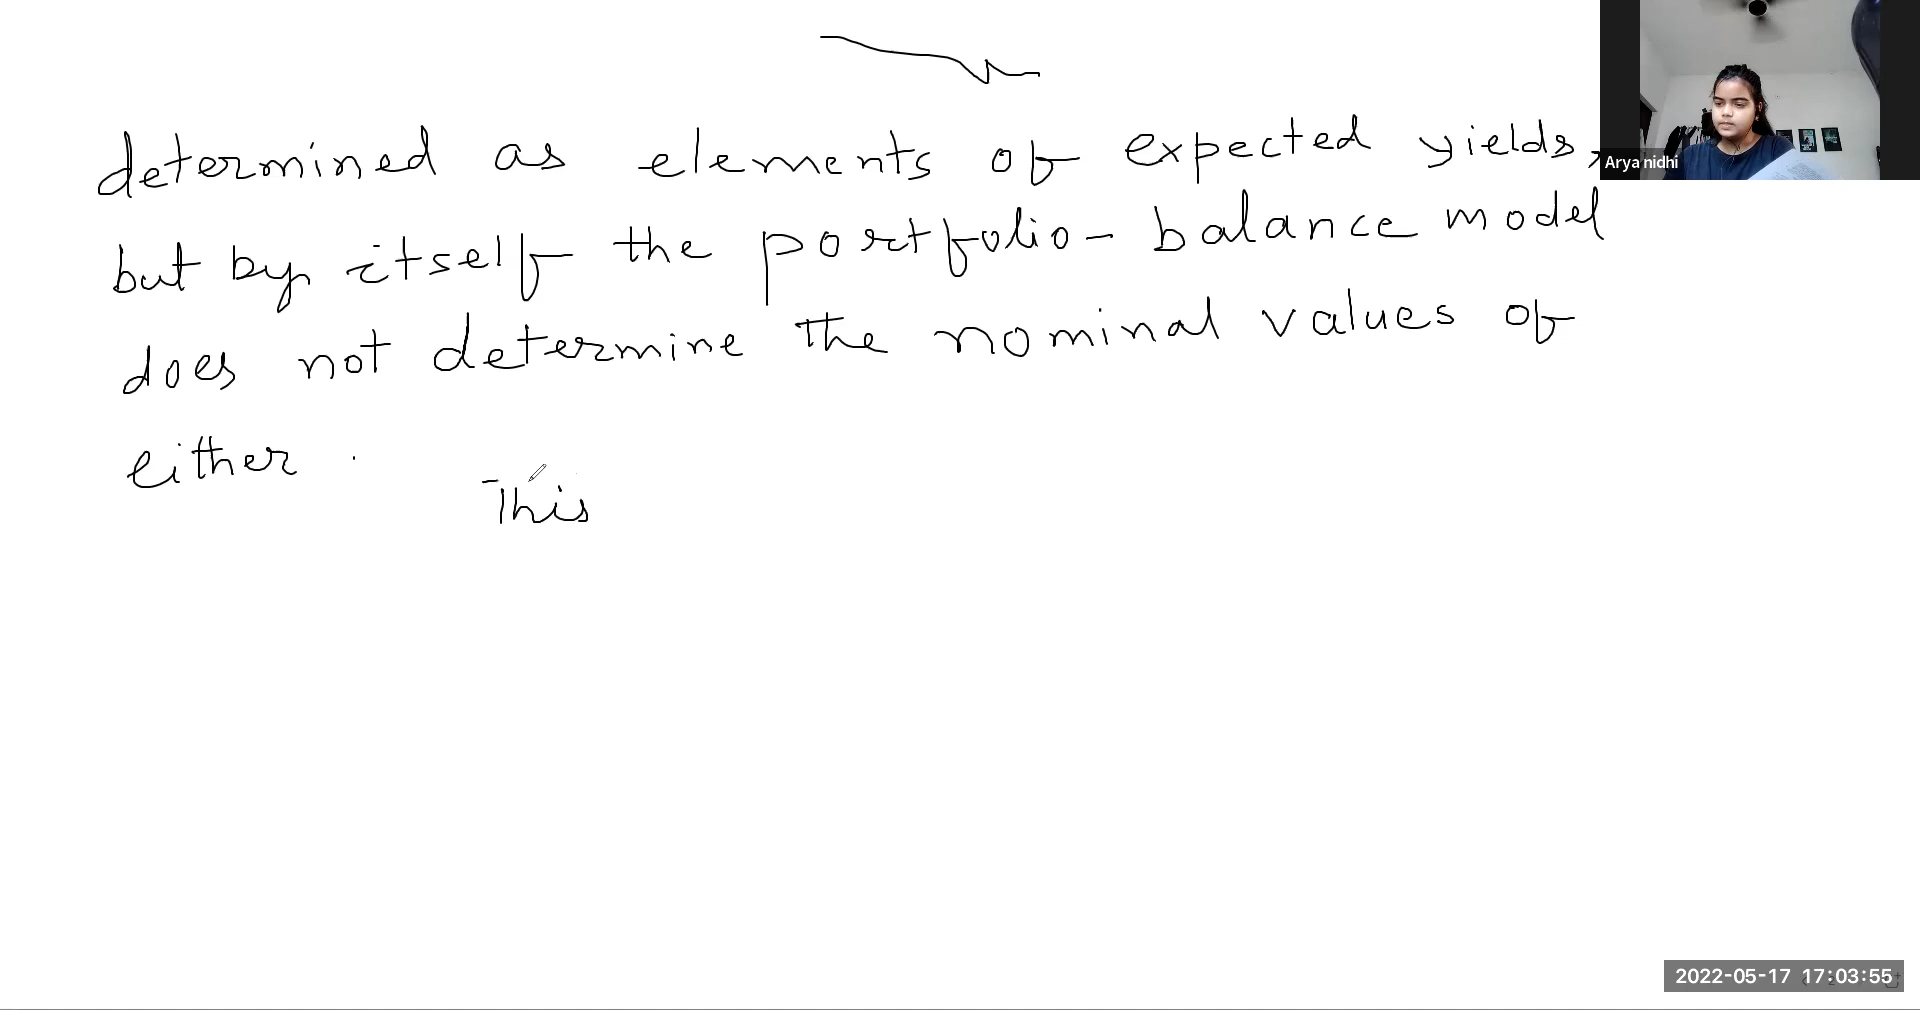 determined as elements of expected yields,
Arya nidhi
but by itself the portfolio - balance model
does not determine the nominal values of
either .
This
2022-05-17 17:03:55